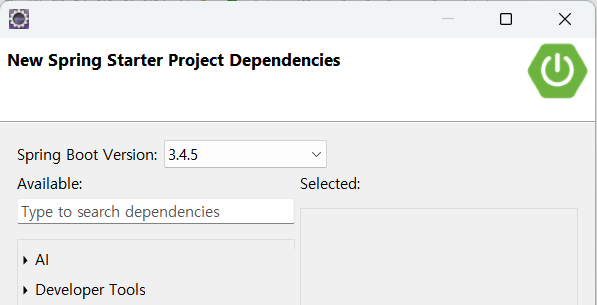 New Spring Starter Project Dependencies
Spring Boot Version: 3.4.5
Available: Selected:
Type to search dependencies
AI
Developer Tools